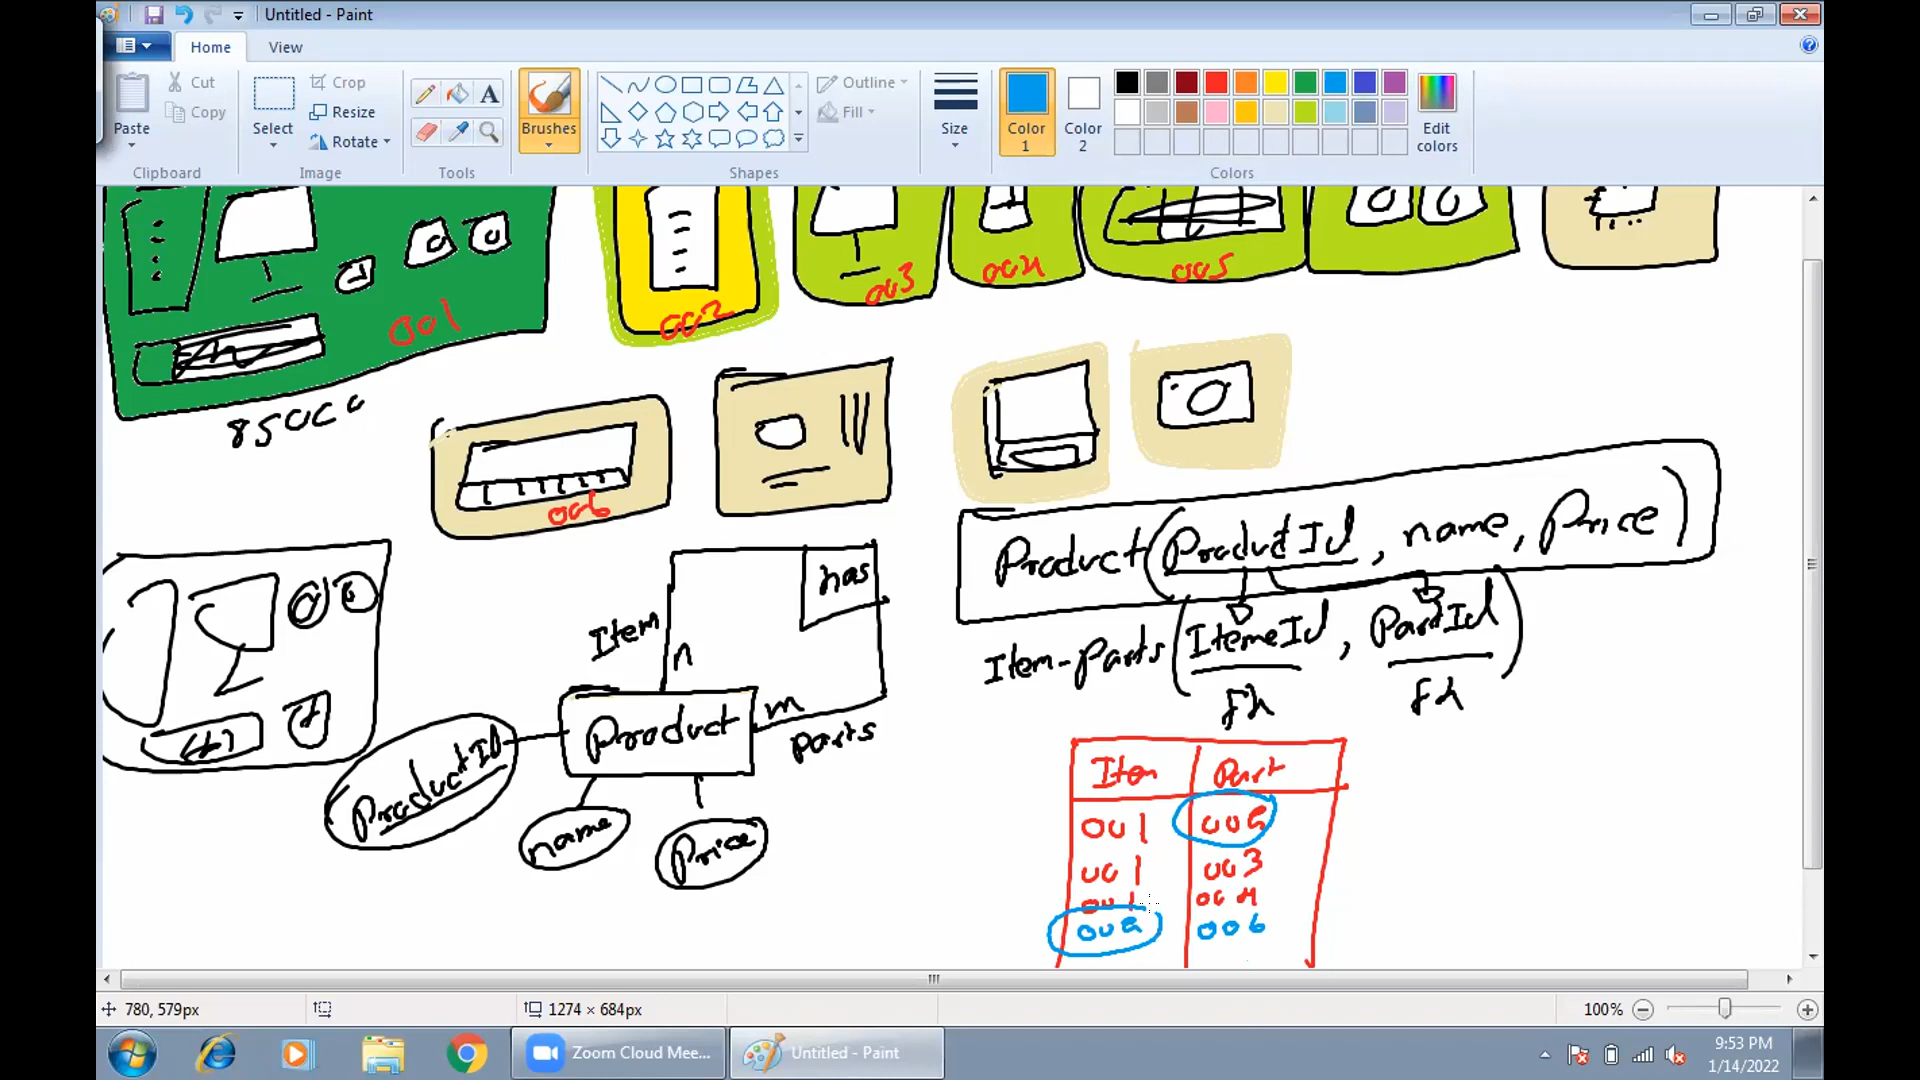 Untitled - Paint
Home
View
Cut
Copy
Paste
Clipboard
Crop
Resize
Rotate
Select
Image
Tools
Brushes
Shapes
Outline
Fill
Size
Color 1
Color 2
Edit colors
Colors
001
002
003
004
005
85000
006
Product(ProductId, name, Price)
has
Item
n
Item-Parts(ItemeId, PartId)
fk
fk
m
Product
parts
ProductId
name
Price
Item Part
001 002
001 003
001 004
002 006
780, 579px
1274 × 684px
100%
Zoom Cloud Mee...
Untitled - Paint
9:53 PM
1/14/2022